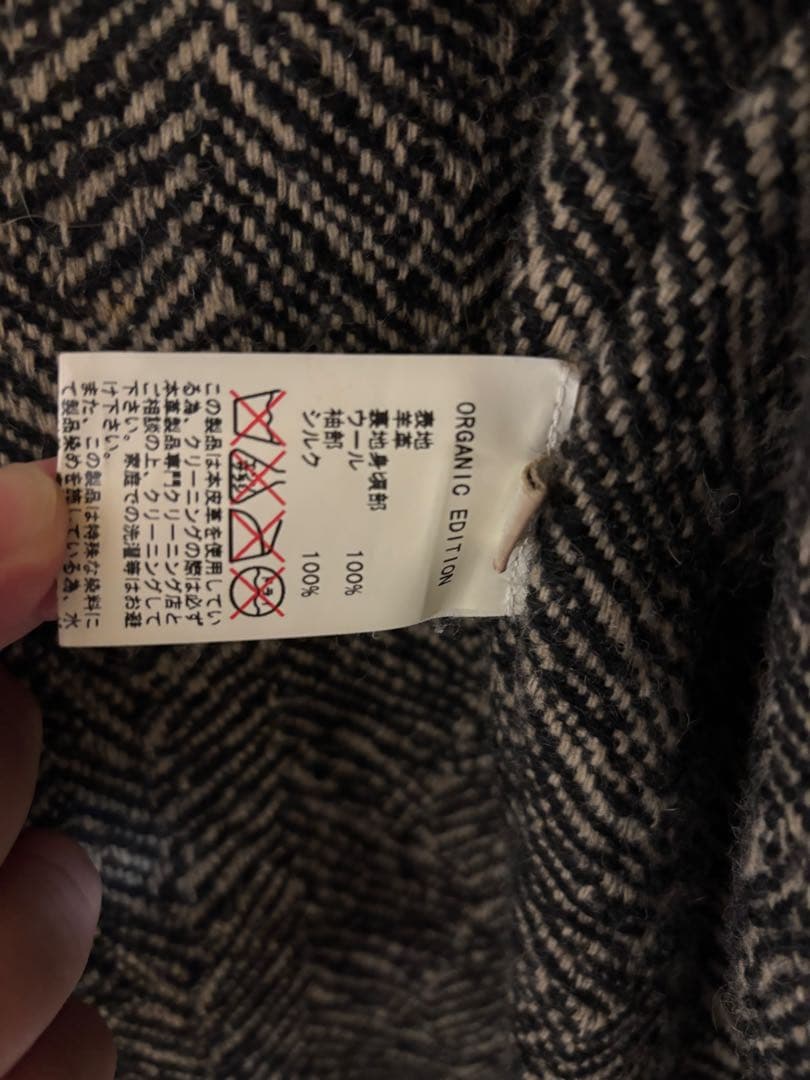 ORGANIC EDITION
表地
羊革
裏地身頃部
ウール 100%
袖部
シルク 100%
この製品は本皮革を使用してい
る為、クリーニングの際は必ず
本革製品専門クリーニング店と
ご相談の上、クリーニングして
下さい。家庭での洗濯等はお避
け下さい。
また、この製品は特殊な染料に
て製品染めを施している為、水